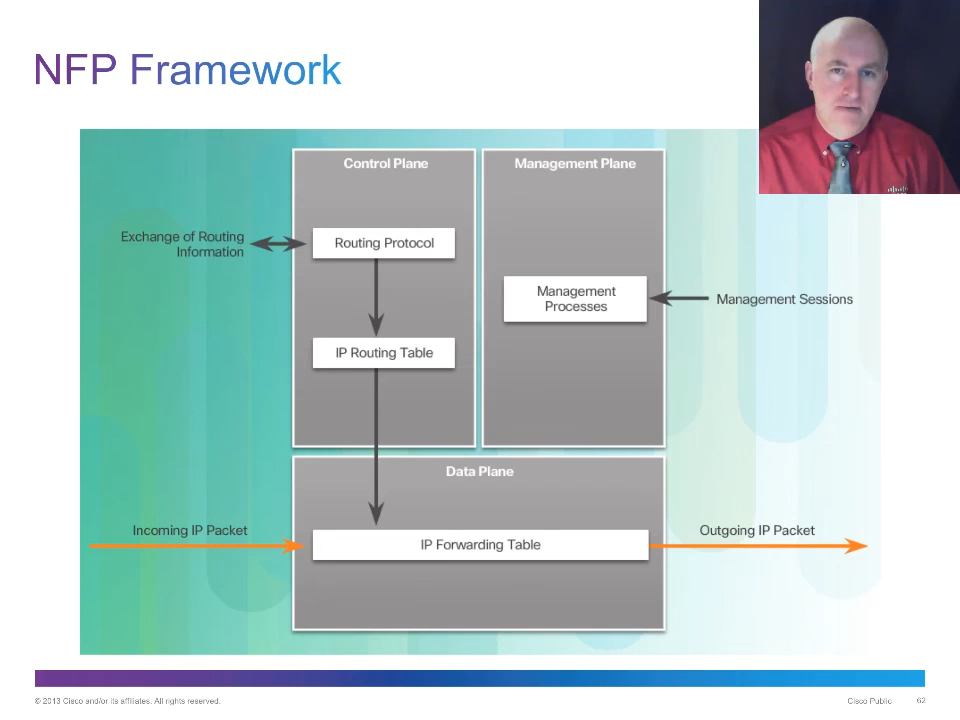 NFP Framework
Control Plane
Management Plane
Exchange of Routing
Information
Routing Protocol
Management
Processes
Management Sessions
IP Routing Table
Data Plane
Incoming IP Packet
IP Forwarding Table
Outgoing IP Packet
© 2013 Cisco and/or its affiliates. All rights reserved.
Cisco Public
62